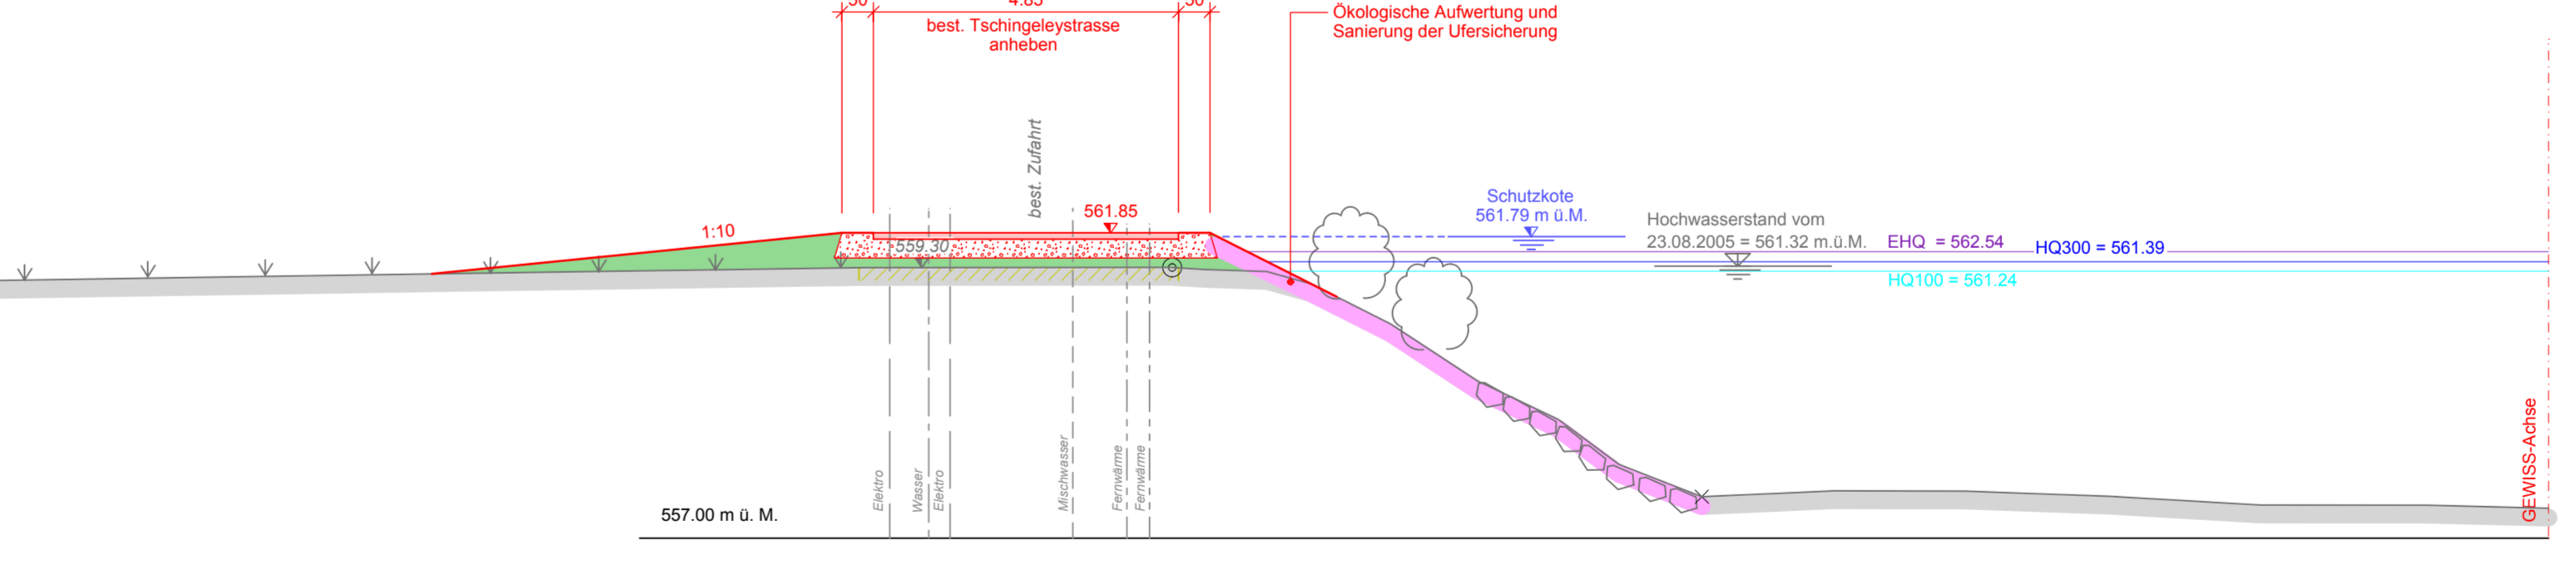 50
4.85
50
best. Tschingeleystrasse
anheben
Ökologische Aufwertung und
Sanierung der Ufersicherung
best. Zufahrt
1:10
561.85
559.30
Schutzkote
561.79 m ü.M.
Hochwasserstand vom
23.08.2005 = 561.32 m.ü.M.
EHQ = 562.54
HQ300 = 561.39
HQ100 = 561.24
Elektro
Wasser
Elektro
Mischwasser
Fernwärme
Fernwärme
557.00 m ü. M.
GEWISS-Achse